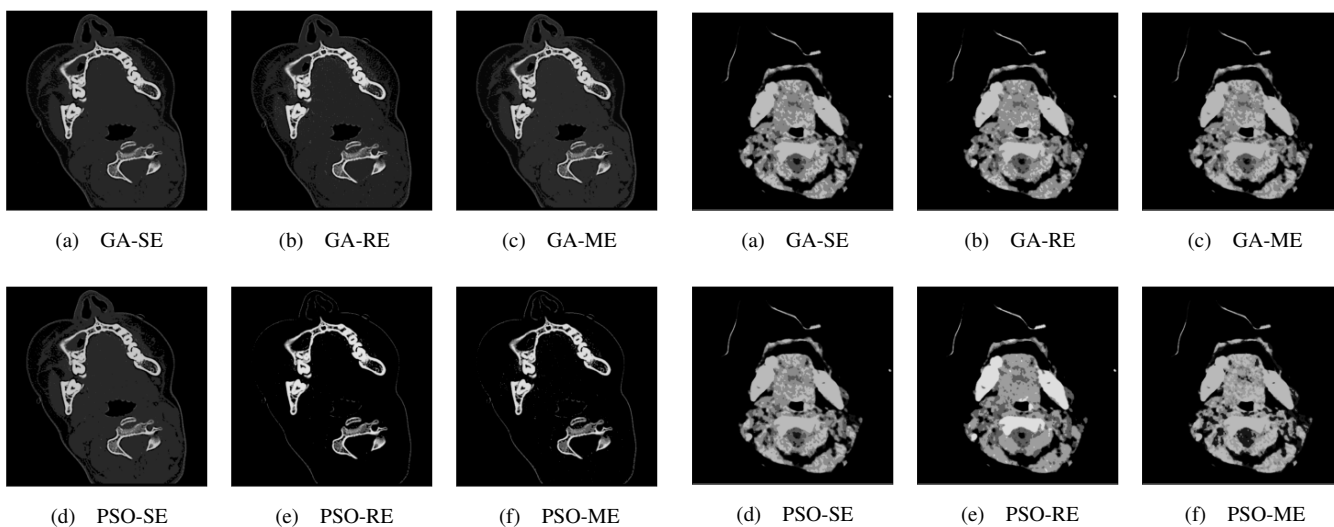 (a) GA-SE (b) GA-RE (c) GA-ME (a) GA-SE (b) GA-RE (c) GA-ME
(d) PSO-SE (e) PSO-RE (f) PSO-ME (d) PSO-SE (e) PSO-RE (f) PSO-ME